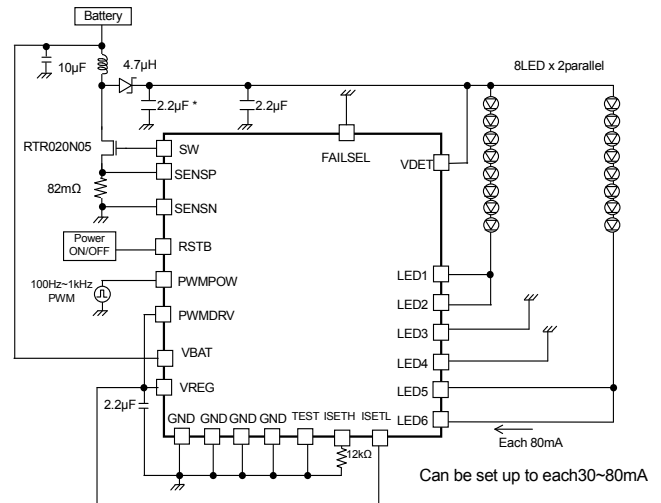 Battery
10µF
4.7µH
8LED x 2parallel
2.2µF *
2.2µF
RTR020N05
SW
FAILSEL
VDET
SENSP
82mΩ
SENSN
Power
ON/OFF
RSTB
LED1
100Hz~1kHz
PWM
PWMPOW
LED2
PWMDRV
LED3
VBAT
LED4
VREG
LED5
2.2µF
GND GND GND GND TEST ISETH ISETL
LED6
Each 80mA
12kΩ
Can be set up to each30~80mA